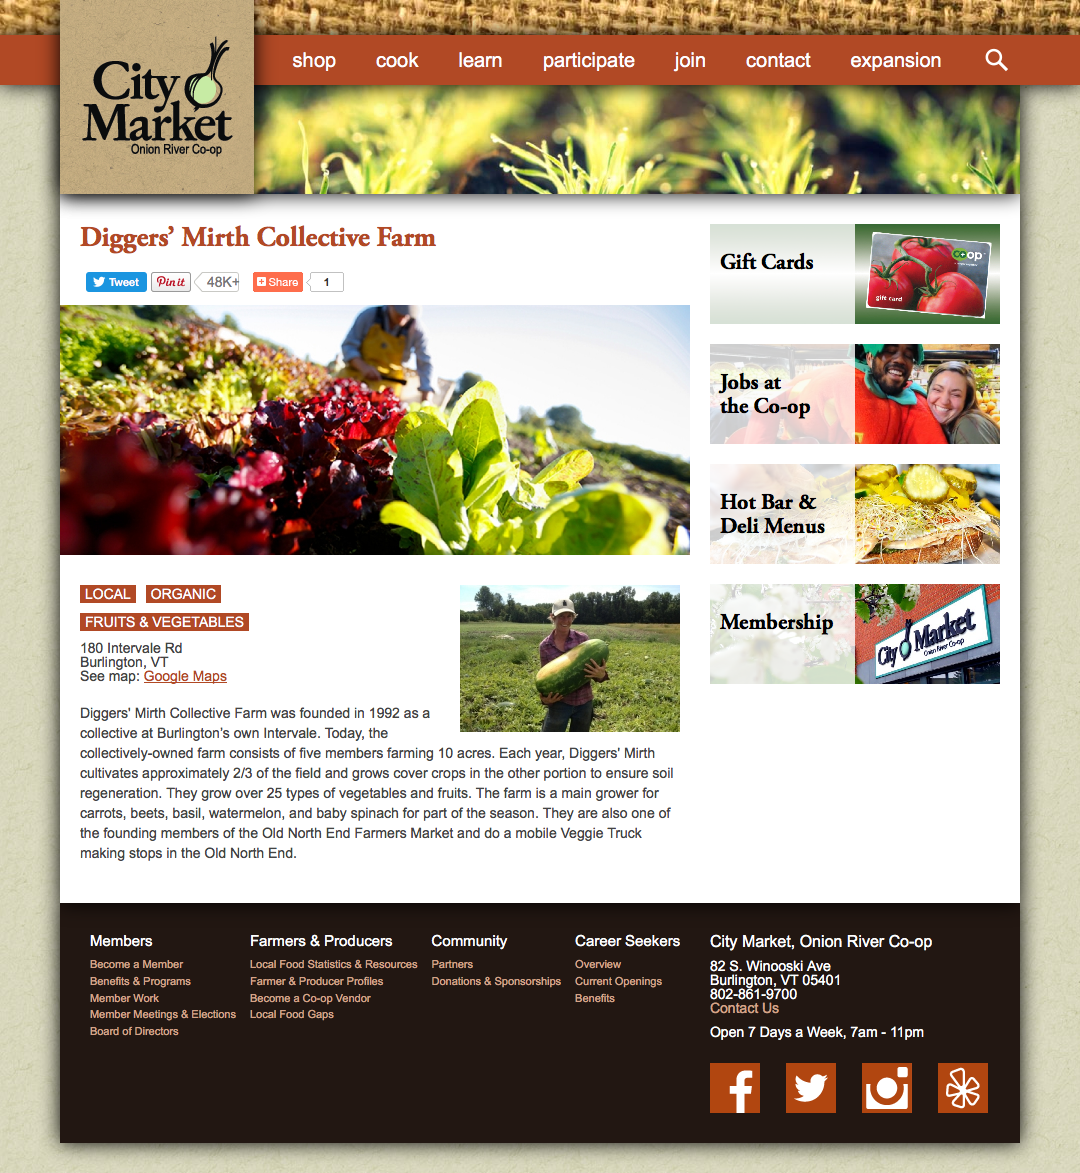 City
Market
Onion River Co-op
shop cook learn participate join contact expansion
Diggers’ Mirth Collective Farm
Tweet Pin it 48K+ Share 1
LOCAL ORGANIC
FRUITS & VEGETABLES
180 Intervale Rd
Burlington, VT
See map: Google Maps
Diggers' Mirth Collective Farm was founded in 1992 as a
collective at Burlington’s own Intervale. Today, the
collectively-owned farm consists of five members farming 10 acres. Each year, Diggers' Mirth
cultivates approximately 2/3 of the field and grows cover crops in the other portion to ensure soil
regeneration. They grow over 25 types of vegetables and fruits. The farm is a main grower for
carrots, beets, basil, watermelon, and baby spinach for part of the season. They are also one of
the founding members of the Old North End Farmers Market and do a mobile Veggie Truck
making stops in the Old North End.
Gift Cards
co+op
gift card
Jobs at
the Co-op
Hot Bar &
Deli Menus
Membership
City Market
Onion River Co-op
Members
Become a Member
Benefits & Programs
Member Work
Member Meetings & Elections
Board of Directors
Farmers & Producers
Local Food Statistics & Resources
Farmer & Producer Profiles
Become a Co-op Vendor
Local Food Gaps
Community
Partners
Donations & Sponsorships
Career Seekers
Overview
Current Openings
Benefits
City Market, Onion River Co-op
82 S. Winooski Ave
Burlington, VT 05401
802-861-9700
Contact Us
Open 7 Days a Week, 7am - 11pm